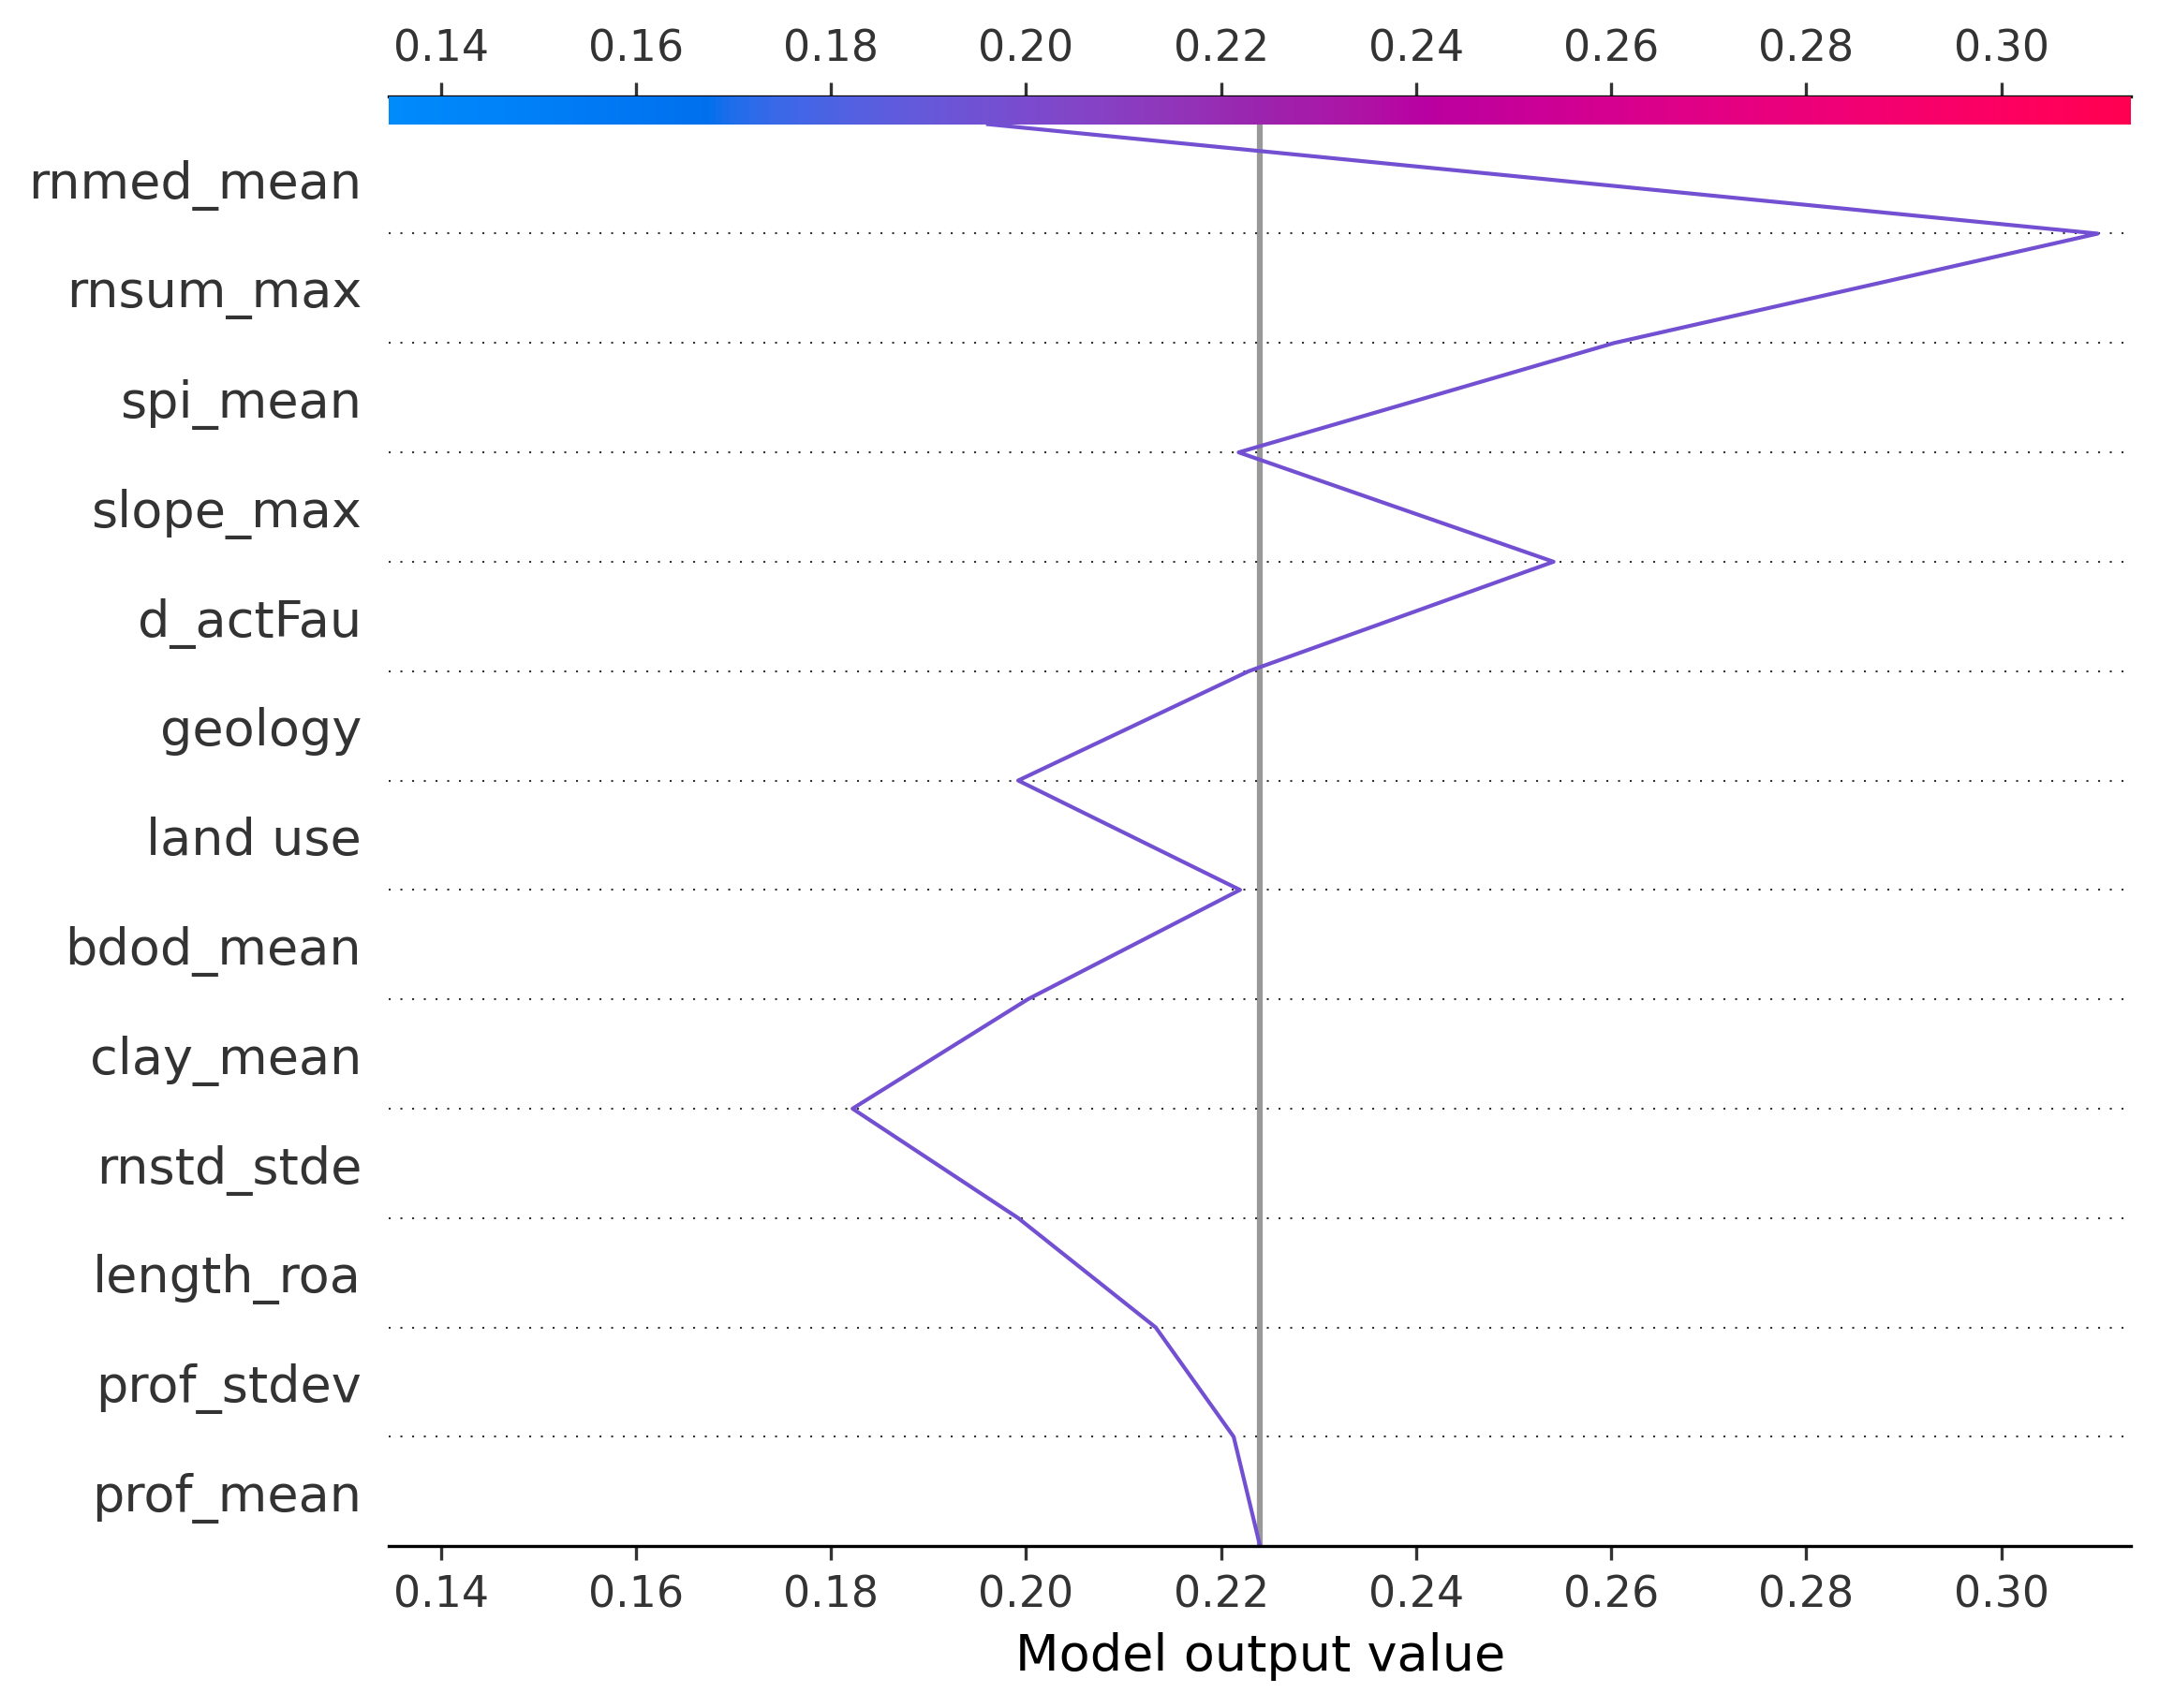 0.14 0.16 0.18 0.20 0.22 0.24 0.26 0.28 0.30
rnmed_mean
rnsum_max
spi_mean
slope_max
d_actFau
geology
land use
bdod_mean
clay_mean
rnstd_stde
length_roa
prof_stdev
prof_mean
0.14 0.16 0.18 0.20 0.22 0.24 0.26 0.28 0.30
Model output value